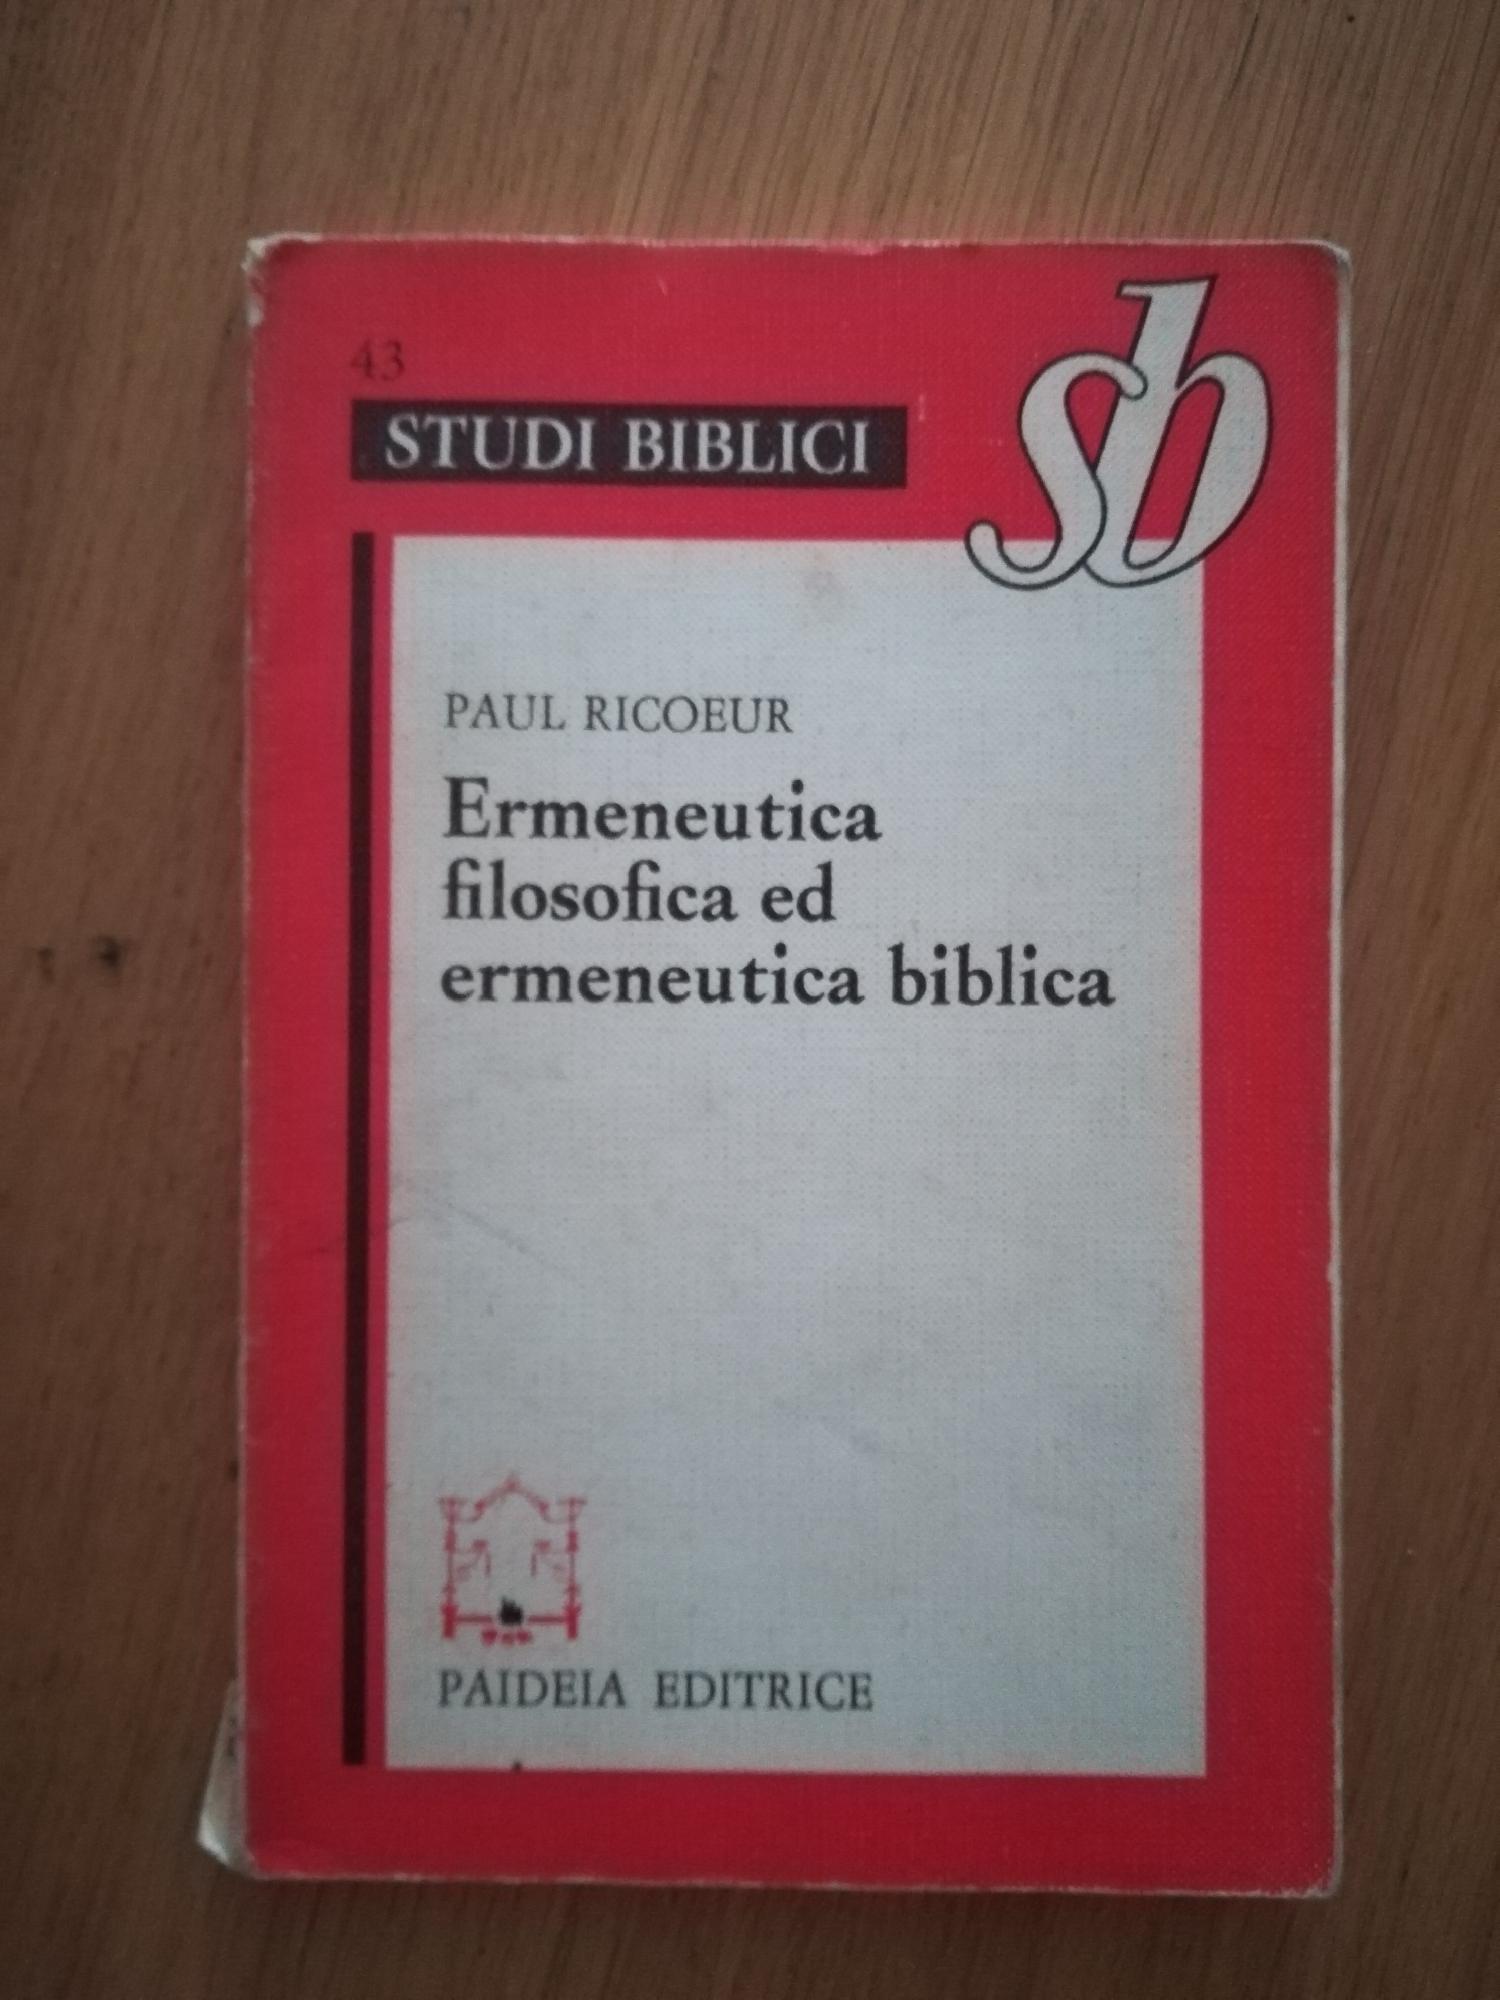 43
STUDI BIBLICI
sb
PAUL RICOEUR
Ermeneutica
filosofica ed
ermeneutica biblica
PAIDEIA EDITRICE